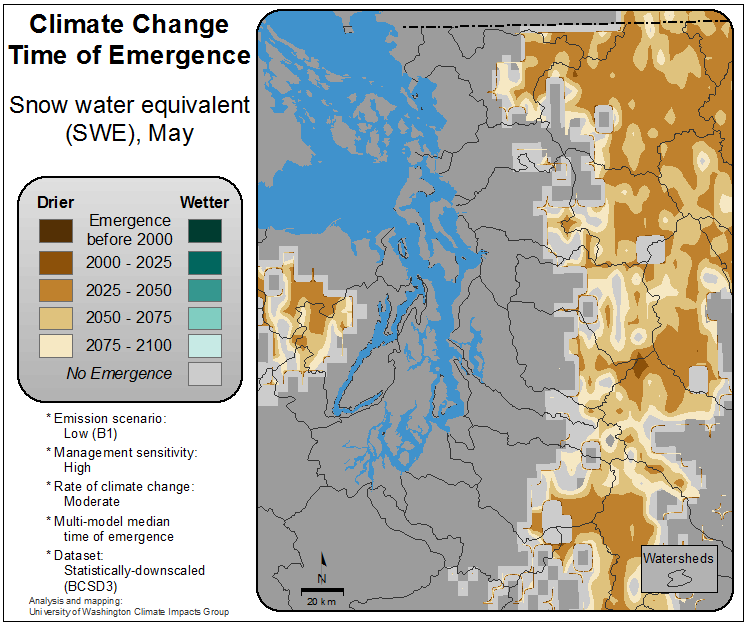 Climate Change
Time of Emergence
Snow water equivalent
(SWE), May
Drier
Wetter
Emergence
before 2000
2000 - 2025
2025 - 2050
2050 - 2075
2075 - 2100
No Emergence
* Emission scenario:
Low (B1)
* Management sensitivity:
High
* Rate of climate change:
Moderate
* Multi-model median
time of emergence
* Dataset:
Statistically-downscaled
(BCSD3)
Analysis and mapping:
University of Washington Climate Impacts Group
N
20 km
Watersheds